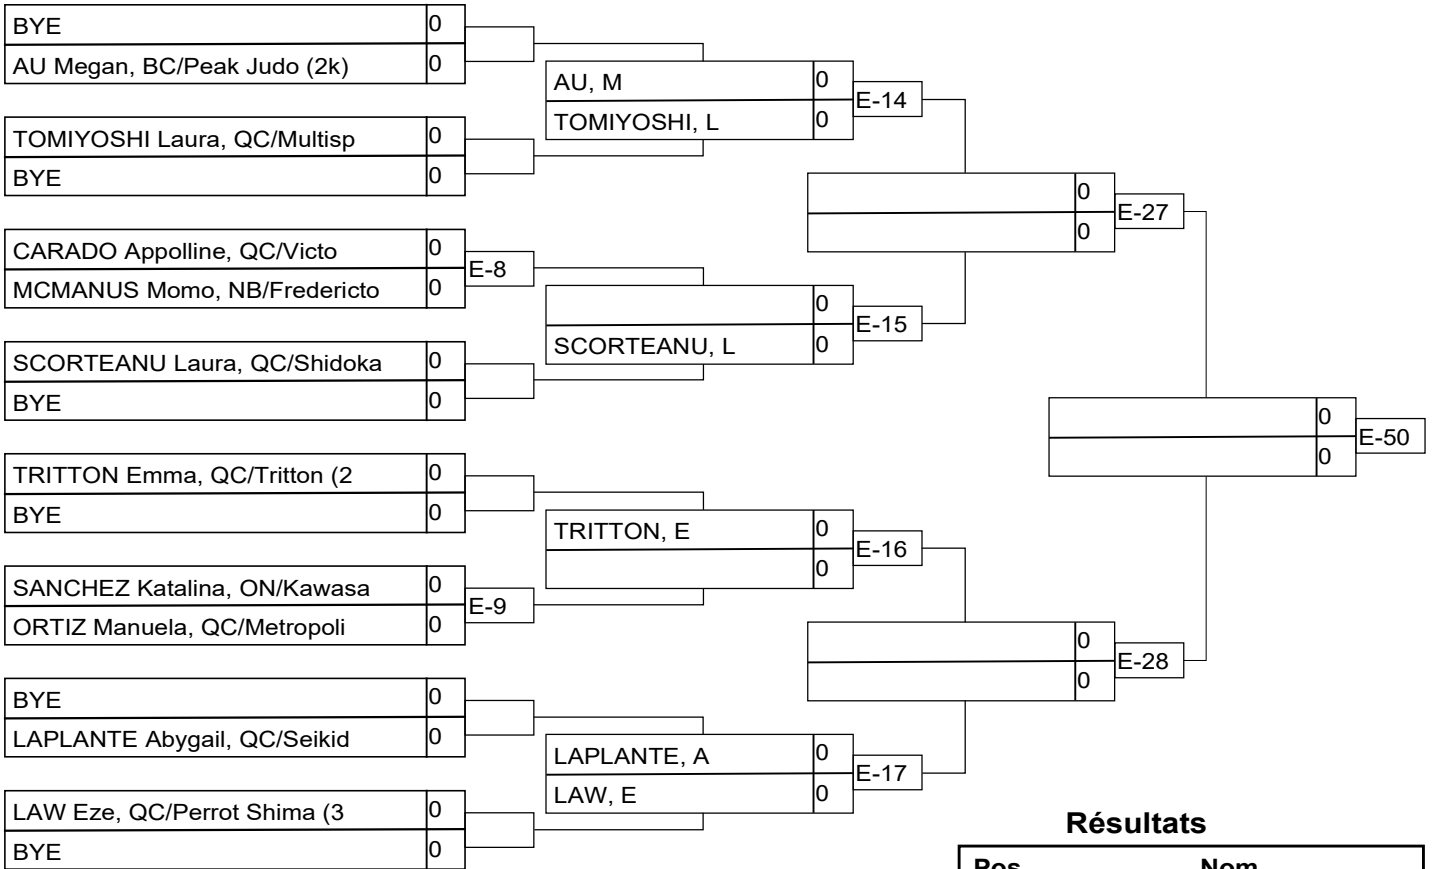 BYE 0
AU Megan, BC/Peak Judo (2k) 0
TOMIYOSHI Laura, QC/Multisp 0
BYE 0
CARADO Appolline, QC/Victo 0
MCMANUS Momo, NB/Fredericto 0
E-8
SCORTEANU Laura, QC/Shidoka 0
BYE 0
TRITTON Emma, QC/Tritton (2 0
BYE 0
SANCHEZ Katalina, ON/Kawasa 0
ORTIZ Manuela, QC/Metropoli 0
E-9
BYE 0
LAPLANTE Abygail, QC/Seikid 0
LAW Eze, QC/Perrot Shima (3 0
BYE 0
AU, M 0
TOMIYOSHI, L 0
E-14
0
SCORTEANU, L 0
E-15
TRITTON, E 0
0
E-16
LAPLANTE, A 0
LAW, E 0
E-17
0
0
E-27
0
0
E-28
0
0
E-50
Résultats
Pos Nom